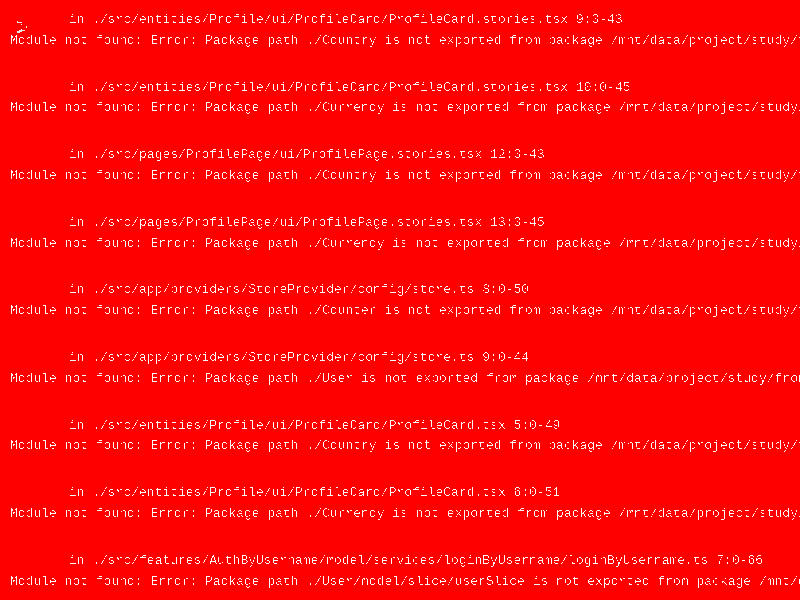 in ./src/entities/Profile/ui/ProfileCard/ProfileCard.stories.tsx 9:0-43
Module not found: Error: Package path ./Country is not exported from package /mnt/data/project/study/
in ./src/entities/Profile/ui/ProfileCard/ProfileCard.stories.tsx 10:0-45
Module not found: Error: Package path ./Currency is not exported from package /mnt/data/project/study
in ./src/pages/ProfilePage/ui/ProfilePage.stories.tsx 12:0-43
Module not found: Error: Package path ./Country is not exported from package /mnt/data/project/study/
in ./src/pages/ProfilePage/ui/ProfilePage.stories.tsx 13:0-45
Module not found: Error: Package path ./Currency is not exported from package /mnt/data/project/study
in ./src/app/providers/StoreProvider/config/store.ts 8:0-50
Module not found: Error: Package path ./Counter is not exported from package /mnt/data/project/study/
in ./src/app/providers/StoreProvider/config/store.ts 9:0-44
Module not found: Error: Package path ./User is not exported from package /mnt/data/project/study/fro
in ./src/entities/Profile/ui/ProfileCard/ProfileCard.tsx 5:0-49
Module not found: Error: Package path ./Country is not exported from package /mnt/data/project/study/
in ./src/entities/Profile/ui/ProfileCard/ProfileCard.tsx 6:0-51
Module not found: Error: Package path ./Currency is not exported from package /mnt/data/project/study
in ./src/features/AuthByUsername/model/services/loginByUsername/loginByUsername.ts 7:0-66
Module not found: Error: Package path ./User/model/slice/userSlice is not exported from package /mnt/